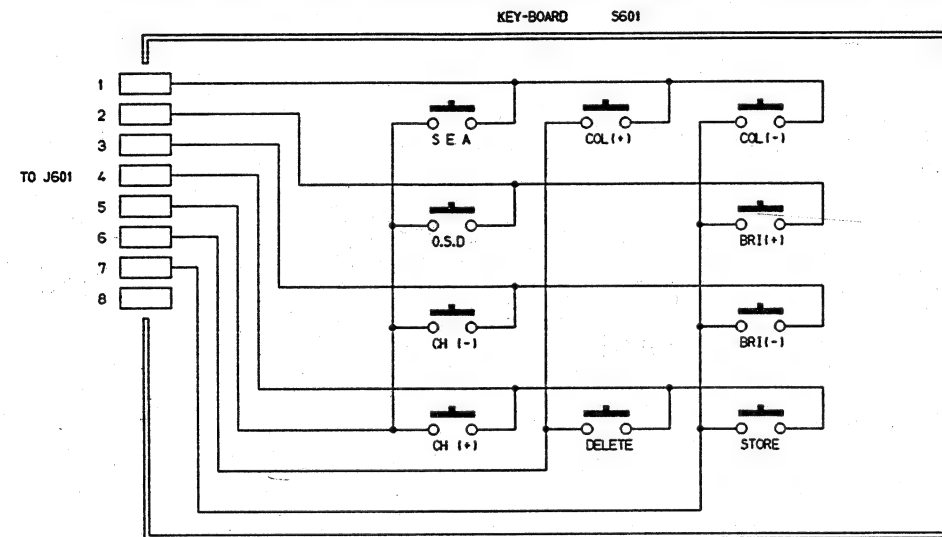 KEY-BOARD S601
1
2
3
TO J601 4
5
6
7
8
S E A COL(+) COL(-)
O.S.D BRI(+)
CH (-) BRI(-)
CH (+) DELETE STORE